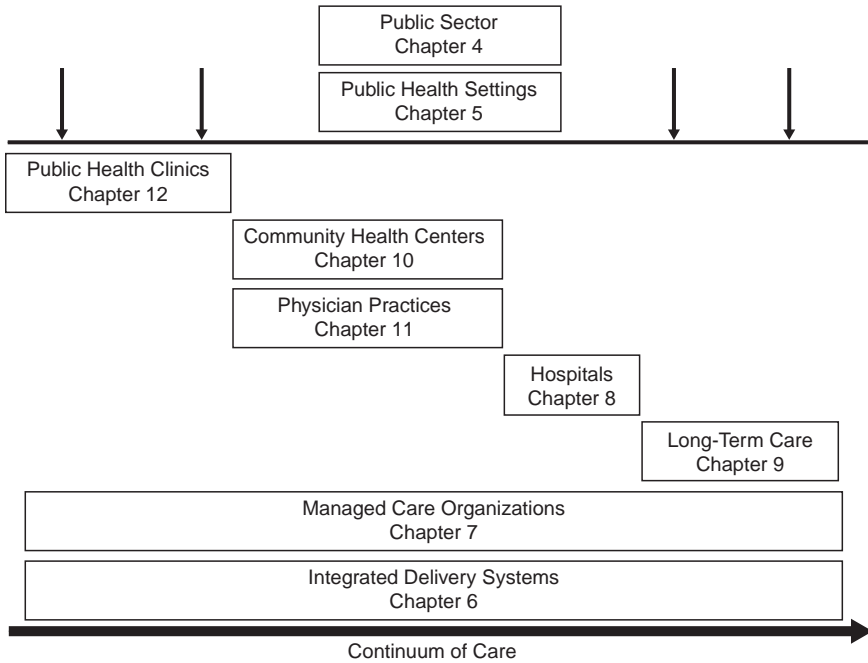 Public Sector
Chapter 4
Public Health Settings
Chapter 5
Public Health Clinics
Chapter 12
Community Health Centers
Chapter 10
Physician Practices
Chapter 11
Hospitals
Chapter 8
Long-Term Care
Chapter 9
Managed Care Organizations
Chapter 7
Integrated Delivery Systems
Chapter 6
Continuum of Care